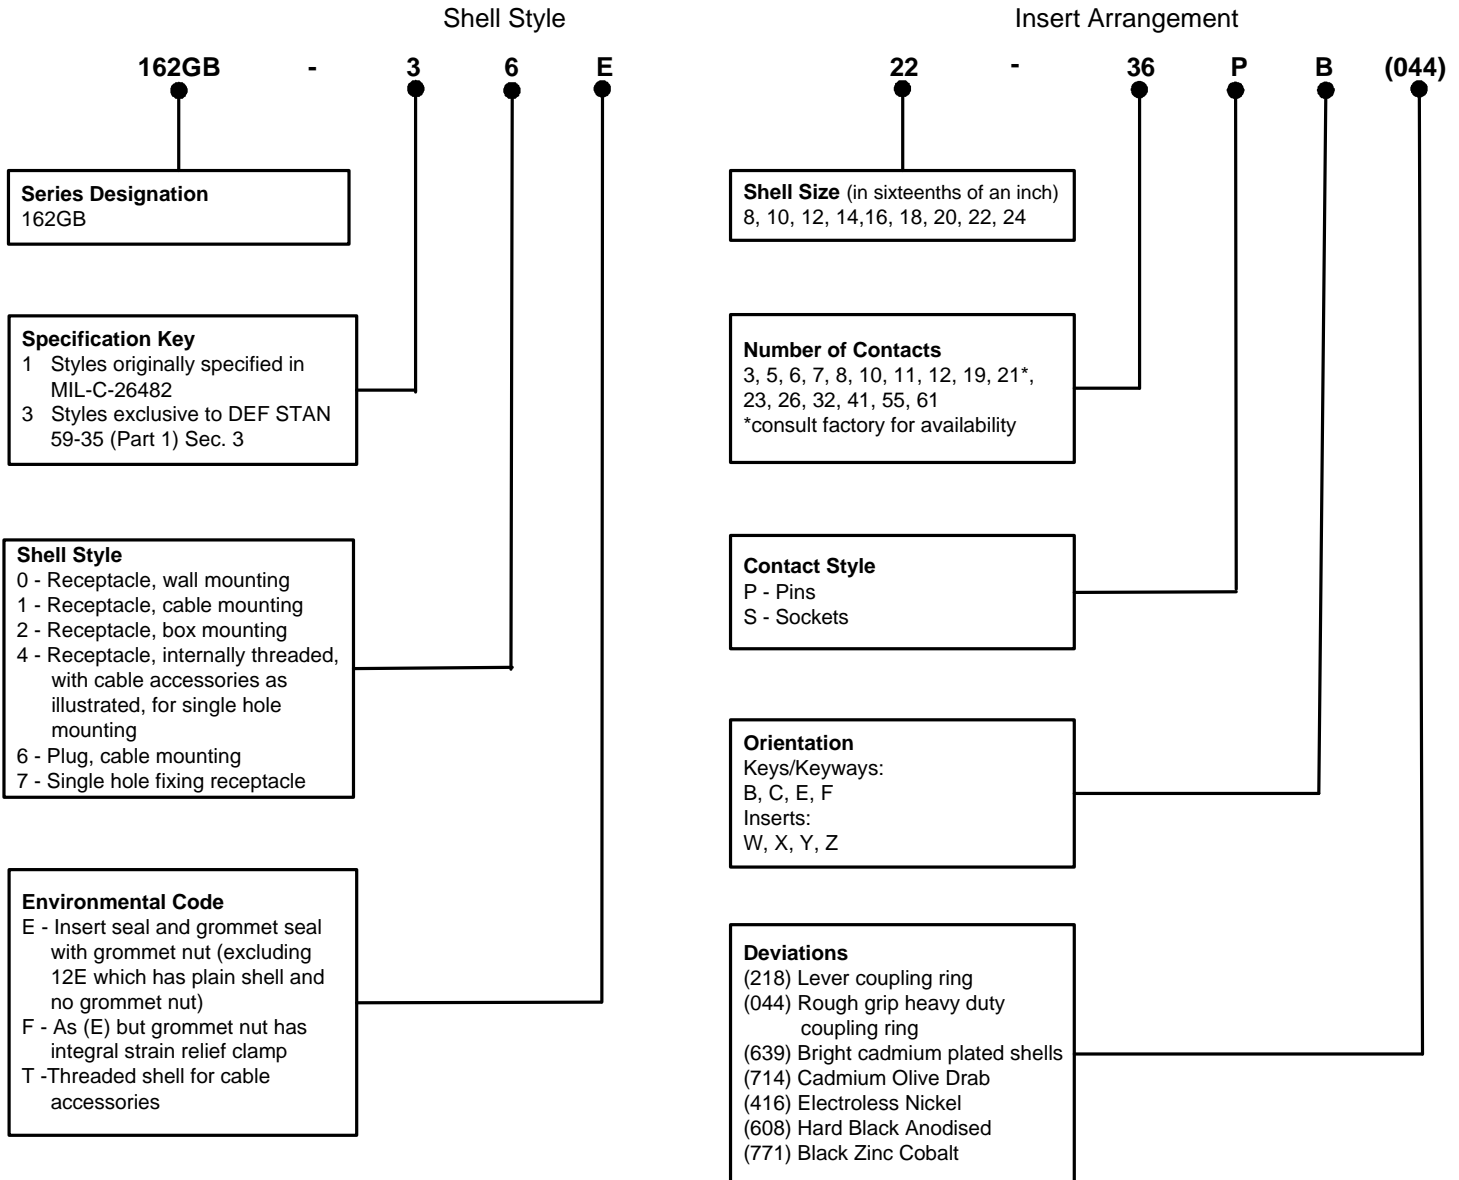 Shell Style
Insert Arrangement
162GB - 3 6 E
22 - 36 P B (044)
Series Designation
162GB
Specification Key
1 Styles originally specified in
MIL-C-26482
3 Styles exclusive to DEF STAN
59-35 (Part 1) Sec. 3
Shell Style
0 - Receptacle, wall mounting
1 - Receptacle, cable mounting
2 - Receptacle, box mounting
4 - Receptacle, internally threaded,
with cable accessories as
illustrated, for single hole
mounting
6 - Plug, cable mounting
7 - Single hole fixing receptacle
Environmental Code
E - Insert seal and grommet seal
with grommet nut (excluding
12E which has plain shell and
no grommet nut)
F - As (E) but grommet nut has
integral strain relief clamp
T -Threaded shell for cable
accessories
Shell Size (in sixteenths of an inch)
8, 10, 12, 14,16, 18, 20, 22, 24
Number of Contacts
3, 5, 6, 7, 8, 10, 11, 12, 19, 21*,
23, 26, 32, 41, 55, 61
*consult factory for availability
Contact Style
P - Pins
S - Sockets
Orientation
Keys/Keyways:
B, C, E, F
Inserts:
W, X, Y, Z
Deviations
(218) Lever coupling ring
(044) Rough grip heavy duty
coupling ring
(639) Bright cadmium plated shells
(714) Cadmium Olive Drab
(416) Electroless Nickel
(608) Hard Black Anodised
(771) Black Zinc Cobalt